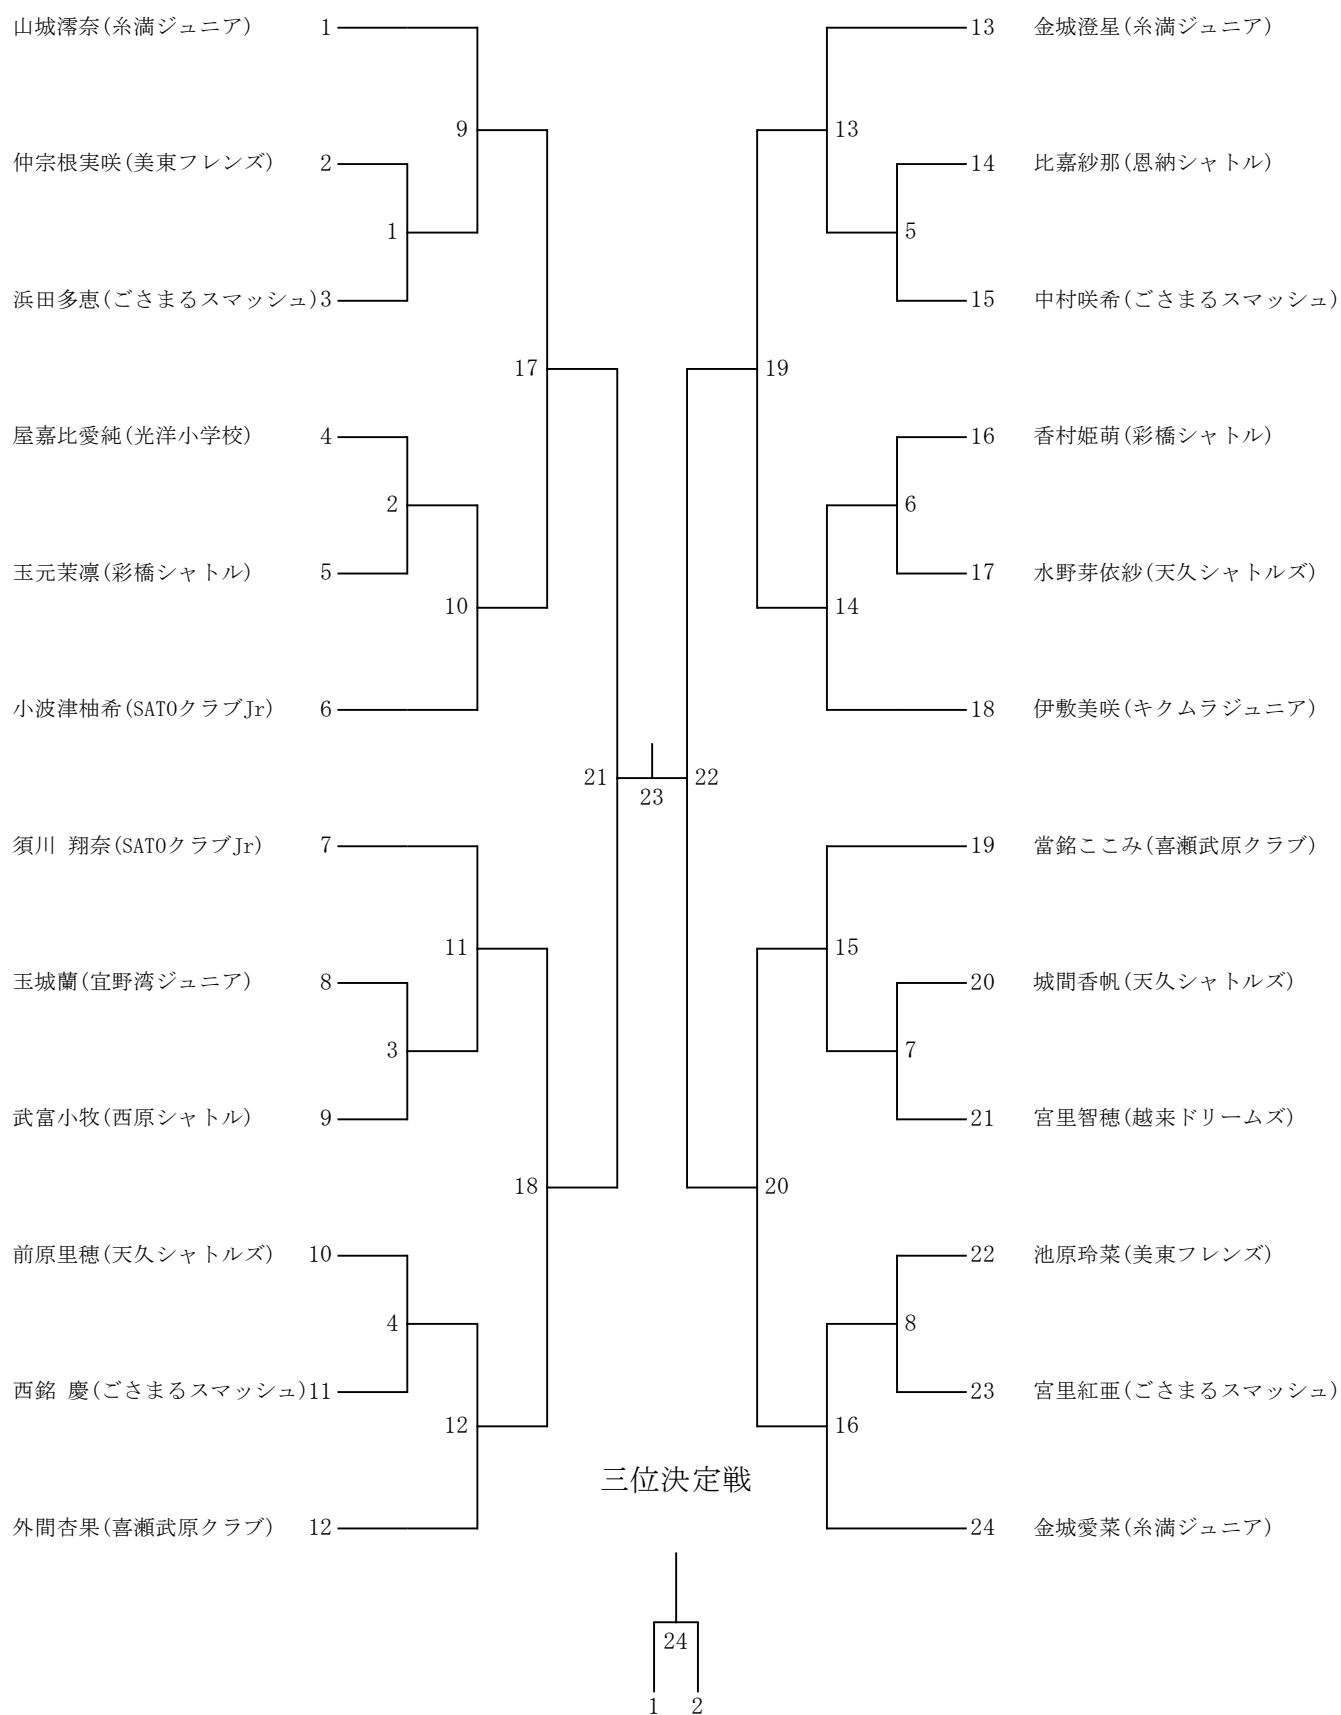 山城澪奈(糸満ジュニア) 1
13 金城澄星(糸満ジュニア)
9
13
仲宗根実咲(美東フレンズ) 2
14 比嘉紗那(恩納シャトル)
1
5
浜田多恵(ごさまるスマッシュ)3
15 中村咲希(ごさまるスマッシュ)
17
19
屋嘉比愛純(光洋小学校) 4
16 香村姫萌(彩橋シャトル)
2
6
玉元茉凛(彩橋シャトル) 5
17 水野芽依紗(天久シャトルズ)
10
14
小波津柚希(SATOクラブJr) 6
18 伊敷美咲(キクムラジュニア)
21
22
23
須川 翔奈(SATOクラブJr) 7
19 當銘ここみ(喜瀬武原クラブ)
11
15
玉城蘭(宜野湾ジュニア) 8
20 城間香帆(天久シャトルズ)
3
7
武富小牧(西原シャトル) 9
21 宮里智穂(越来ドリームズ)
18
20
前原里穂(天久シャトルズ) 10
22 池原玲菜(美東フレンズ)
4
8
西銘 慶(ごさまるスマッシュ)11
23 宮里紅亜(ごさまるスマッシュ)
12
16
三位決定戦
外間杏果(喜瀬武原クラブ) 12
24 金城愛菜(糸満ジュニア)
24
1 2